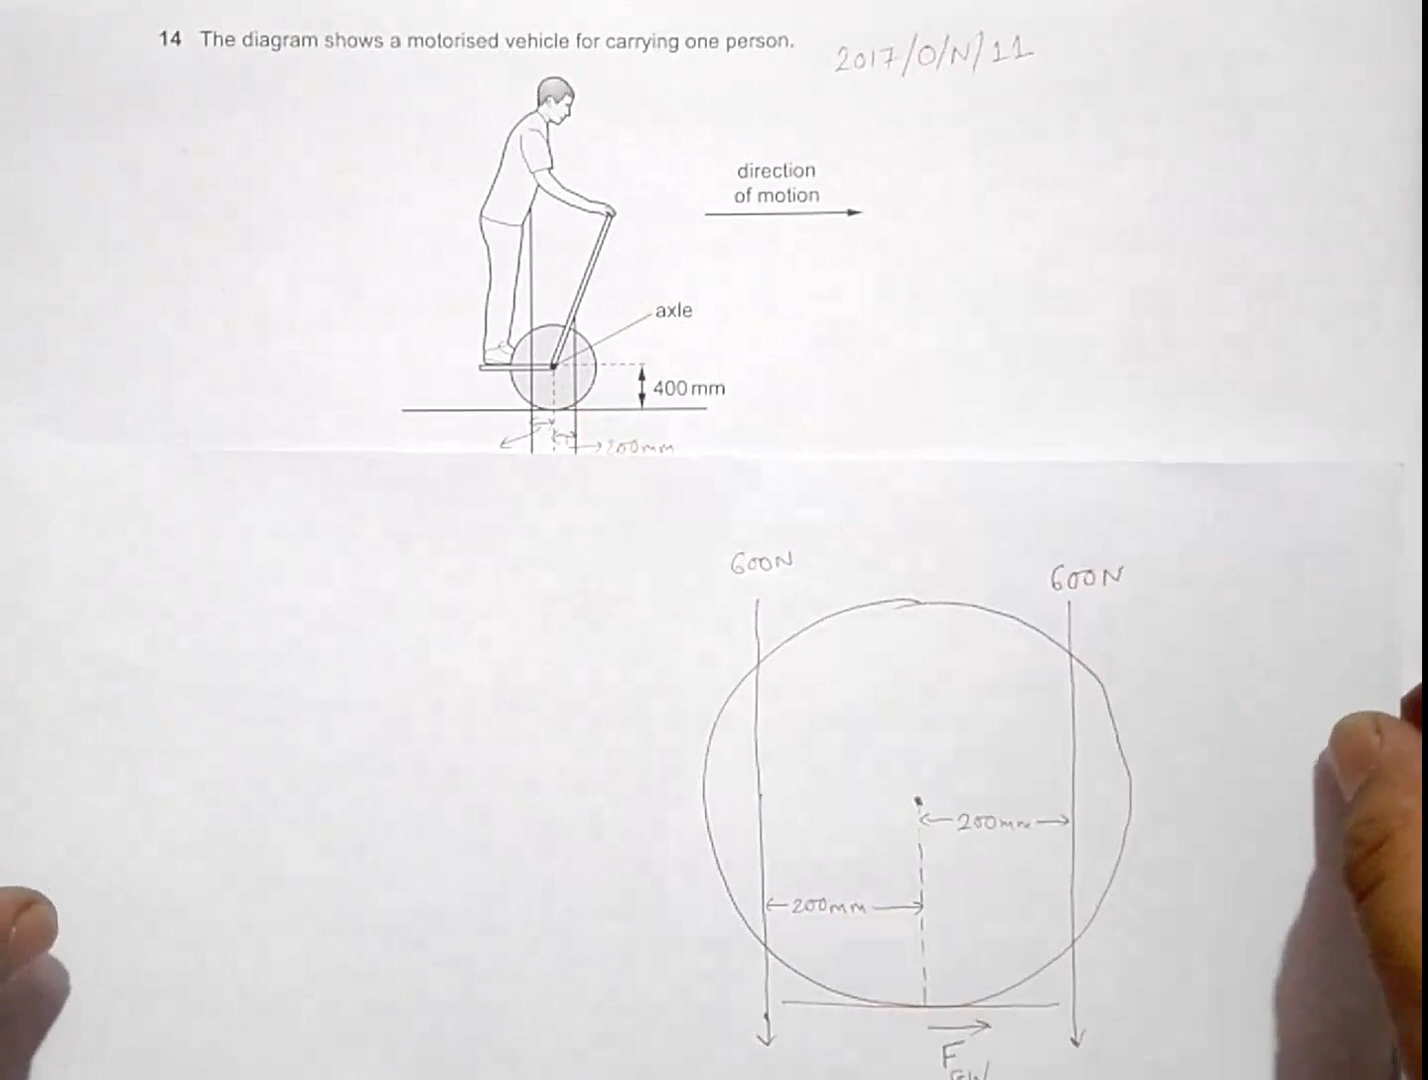 14 The diagram shows a motorised vehicle for carrying one person.
2017/O/N/11
direction
of motion
axle
400 mm
200mm
600N
600N
200mm
200mm
F